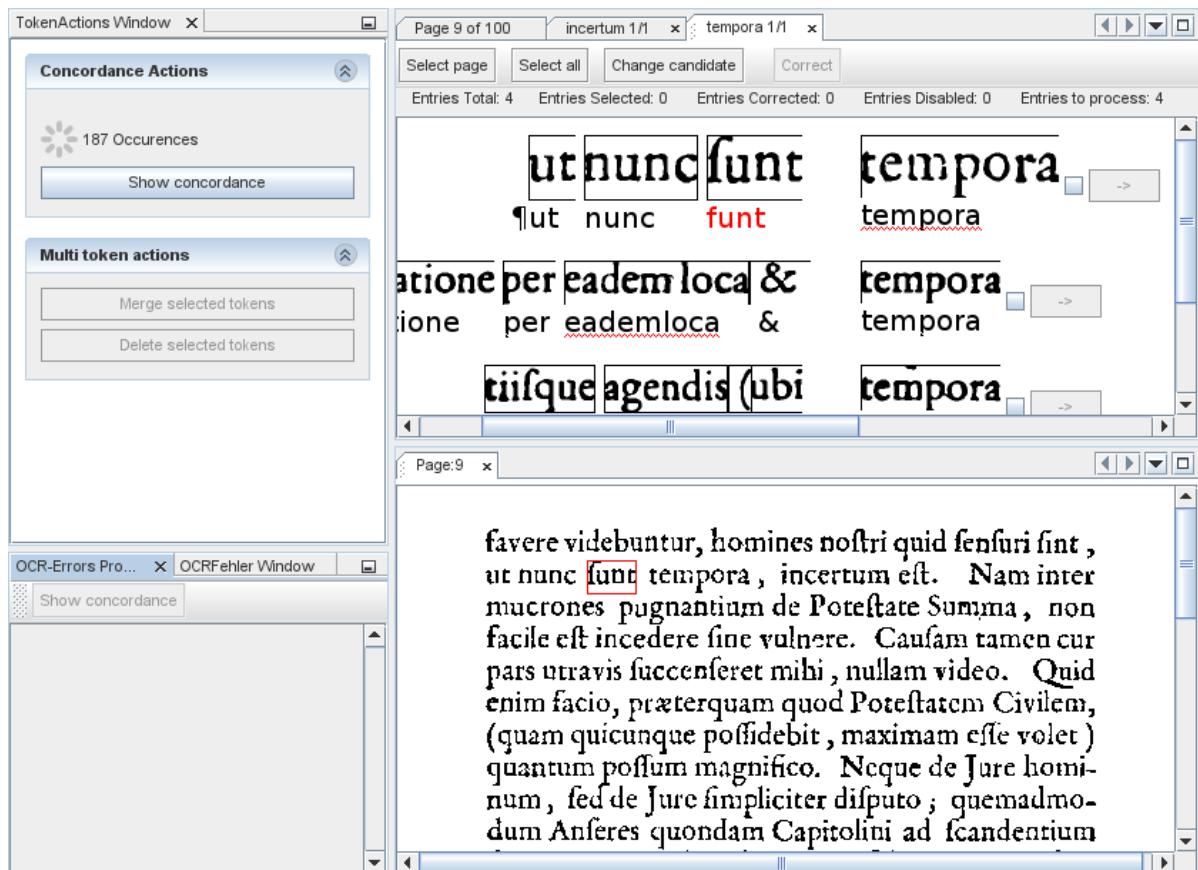 TokenActions Window
Concordance Actions
187 Occurences
Show concordance
Multi token actions
Merge selected tokens
Delete selected tokens
OCR-Errors Pro... OCRFehler Window
Show concordance
Page 9 of 100 incertum 1/1 tempora 1/1
Select page Select all Change candidate Correct
Entries Total: 4 Entries Selected: 0 Entries Corrected: 0 Entries Disabled: 0 Entries to process: 4
ut nunc ſunt tempora ->
¶ut nunc funt tempora
atione per eadem loca & tempora ->
tione per eademloca & tempora
tiiſque agendis (ubi tempora ->
Page:9
favere videbuntur, homines noſtri quid ſenſuri ſint,
ut nunc ſunt tempora, incertum eſt. Nam inter
mucrones pugnantium de Poteſtate Summa, non
facile eſt incedere ſine vulnere. Cauſam tamen cur
pars utravis ſuccenſeret mihi, nullam video. Quid
enim facio, præterquam quod Poteſtatem Civilem,
(quam quicunque poſſidebit, maximam eſſe volet)
quantum poſſum magnifico. Neque de Jure homi-
num, ſed de Jure ſimpliciter diſputo; quemadmo-
dum Anſeres quondam Capitolini ad ſcandentium